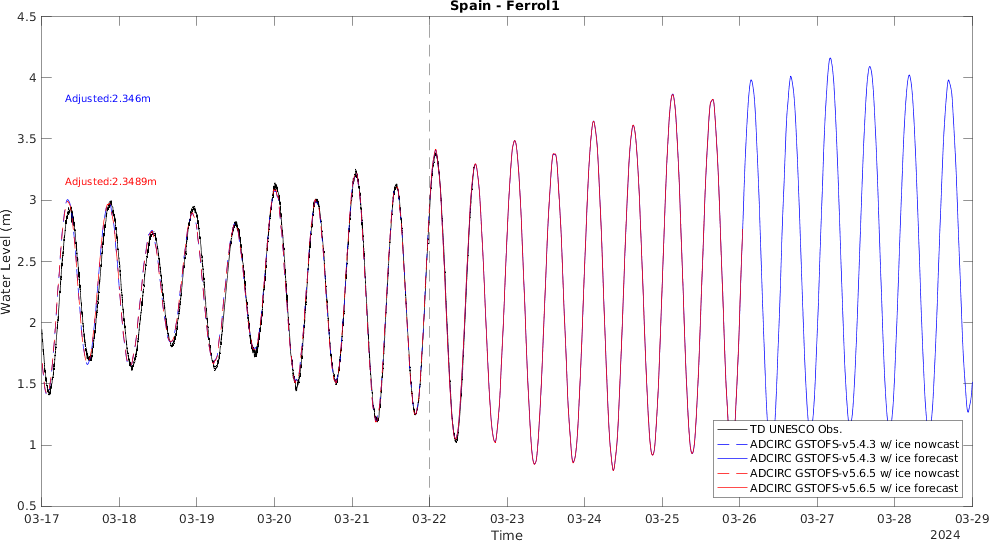 Spain - Ferrol1
4.5
4
3.5
3
2.5
2
1.5
1
0.5
Water Level (m)
Adjusted:2.346m
Adjusted:2.3489m
TD UNESCO Obs.
ADCIRC GSTOFS-v5.4.3 w/ ice nowcast
ADCIRC GSTOFS-v5.4.3 w/ ice forecast
ADCIRC GSTOFS-v5.6.5 w/ ice nowcast
ADCIRC GSTOFS-v5.6.5 w/ ice forecast
03-17 03-18 03-19 03-20 03-21 03-22 03-23 03-24 03-25 03-26 03-27 03-28 03-29
Time
2024